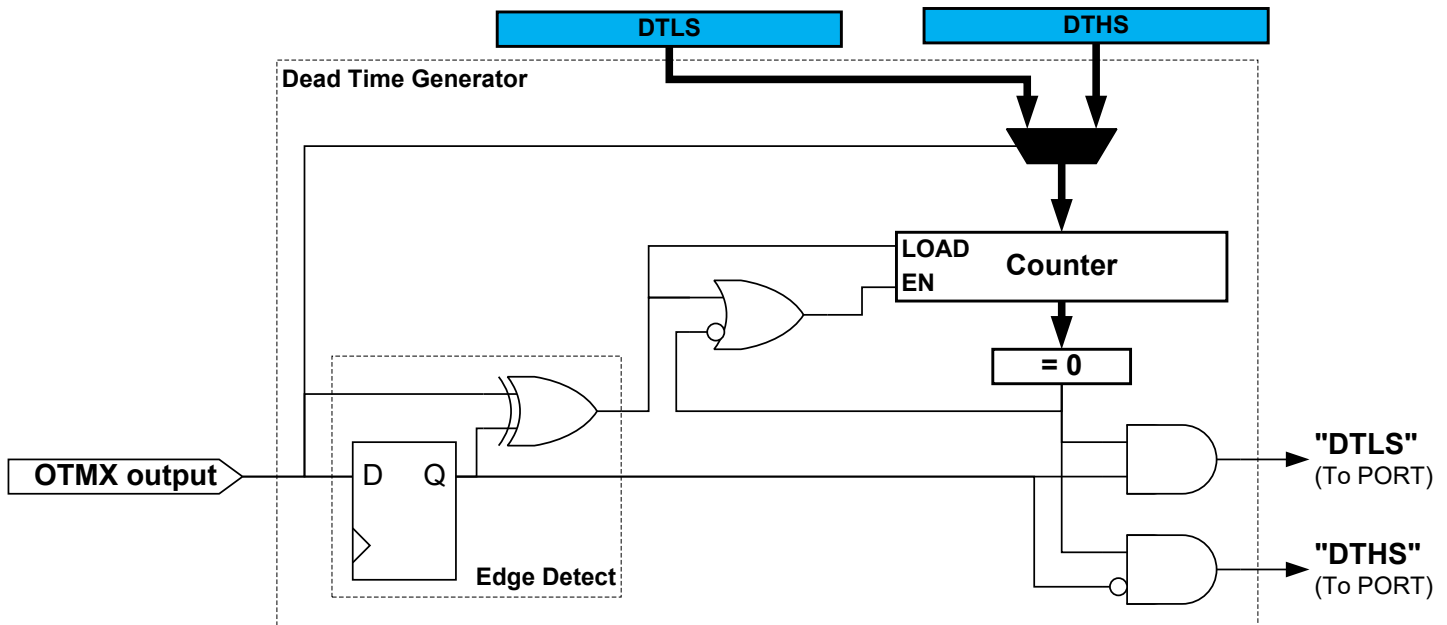 DTLS
DTHS
Dead Time Generator
LOAD
Counter
EN
= 0
OTMX output
D
Q
Edge Detect
"DTLS"
(To PORT)
"DTHS"
(To PORT)